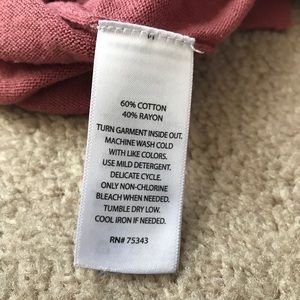 60% COTTON
40% RAYON
TURN GARMENT INSIDE OUT.
MACHINE WASH COLD
WITH LIKE COLORS.
USE MILD DETERGENT.
DELICATE CYCLE.
ONLY NON-CHLORINE
BLEACH WHEN NEEDED.
TUMBLE DRY LOW.
COOL IRON IF NEEDED.
RN# 75343